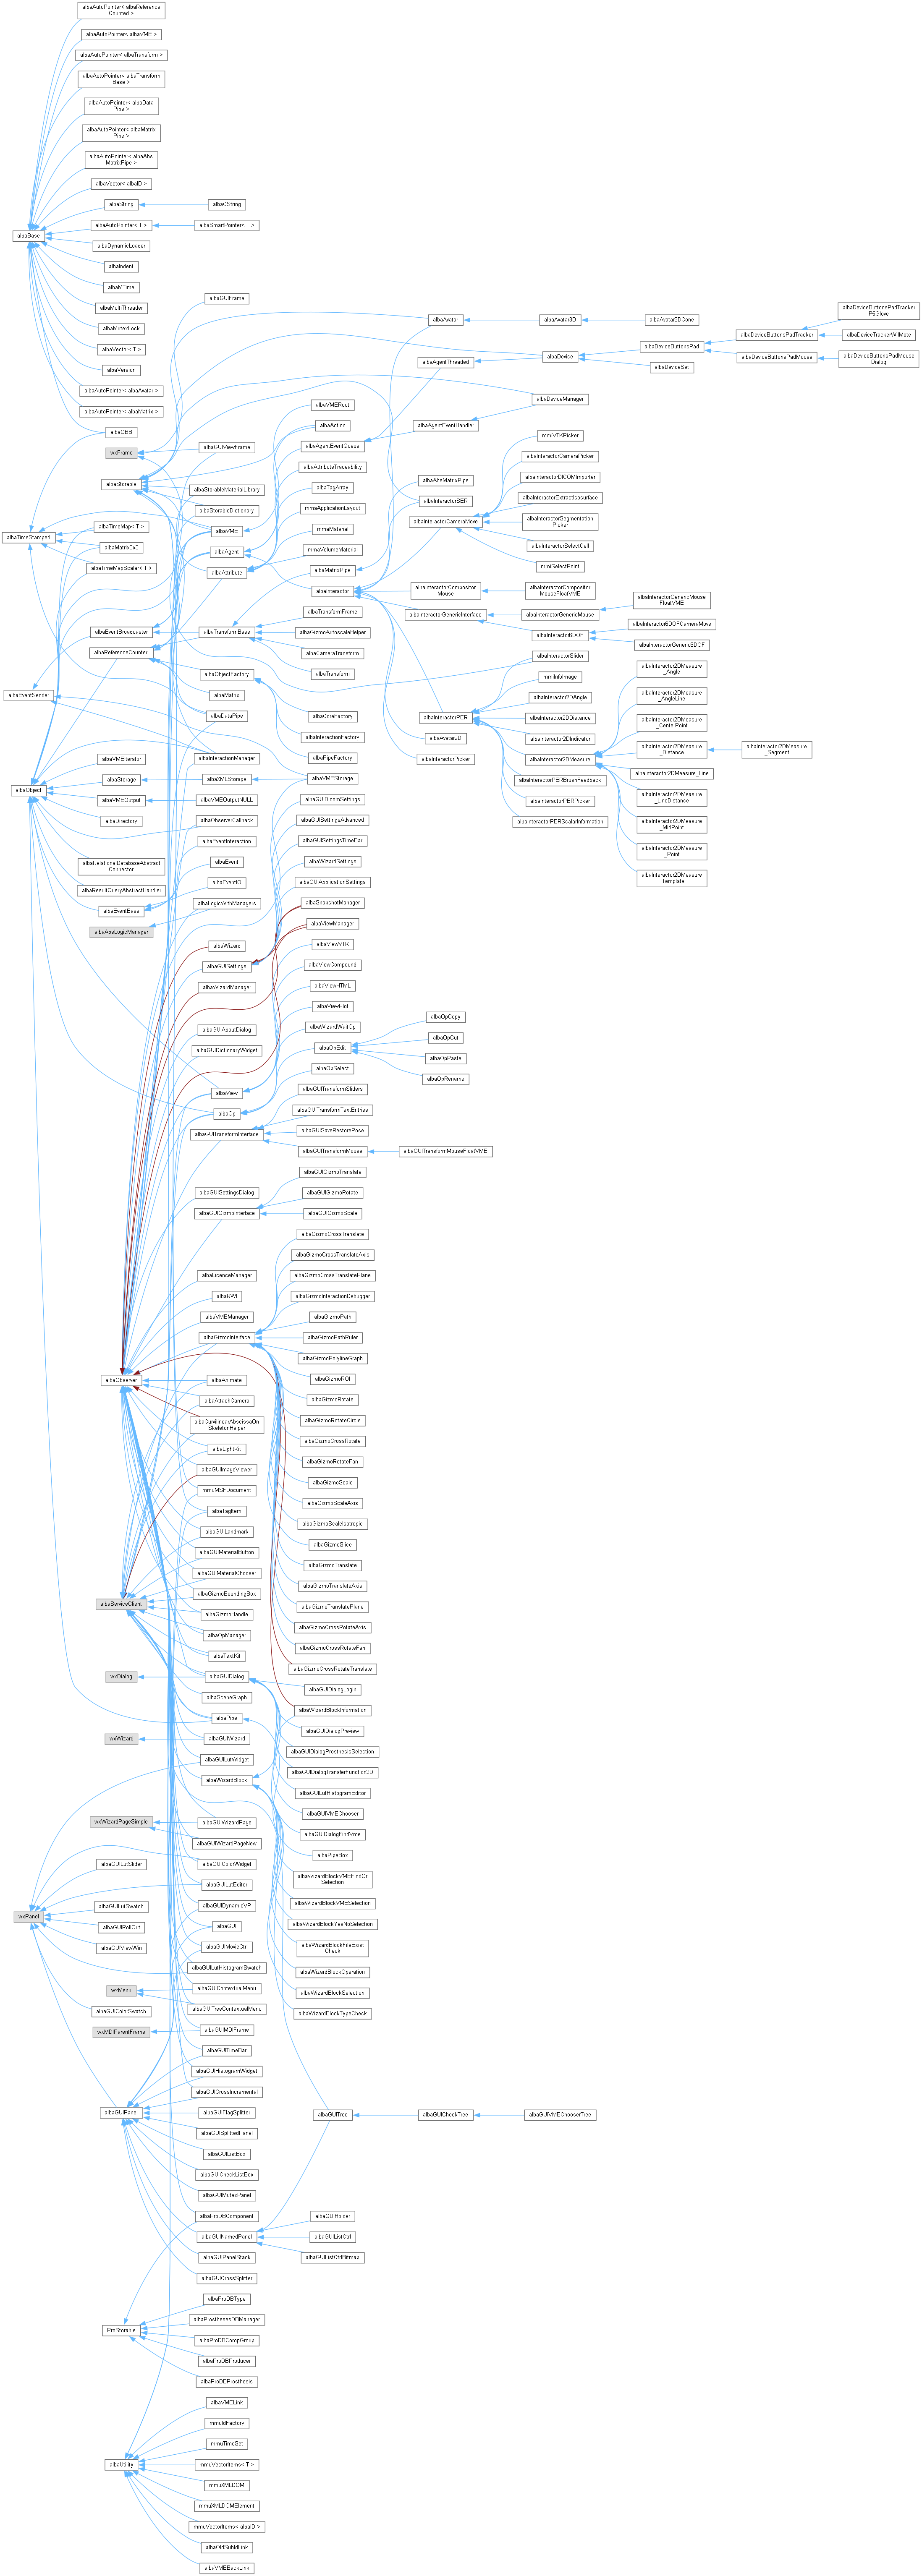 albaAutoPointer< albaReference
Counted >
albaAutoPointer< albaVME >
albaAutoPointer< albaTransform >
albaAutoPointer< albaTransform
Base >
albaAutoPointer< albaData
Pipe >
albaAutoPointer< albaMatrix
Pipe >
albaAutoPointer< albaAbs
MatrixPipe >
albaVector< albaID >
albaString
albaCString
albaAutoPointer< T >
albaSmartPointer< T >
albaBase
albaDynamicLoader
albaIndent
albaMTime
albaMultiThreader
albaMutexLock
albaVector< T >
albaVersion
albaAutoPointer< albaAvatar >
albaAutoPointer< albaMatrix >
albaOBB
albaGUIFrame
albaAvatar
albaAvatar3D
albaAvatar3DCone
albaDeviceButtonsPadTracker
P5Glove
albaDeviceButtonsPadTracker
albaDeviceTrackerWIIMote
albaDeviceButtonsPad
albaDeviceButtonsPadMouse
albaDeviceButtonsPadMouse
Dialog
albaAgentThreaded
albaDevice
albaDeviceSet
albaDeviceManager
albaVMERoot
albaAction
albaAgentEventHandler
wxFrame
albaGUIViewFrame
albaAgentEventQueue
mmiVTKPicker
albaInteractorCameraPicker
albaAttributeTraceability
albaInteractorDICOMImporter
albaStorable
albaStorableMaterialLibrary
albaTagArray
albaAbsMatrixPipe
albaInteractorExtractIsosurface
albaInteractorSER
albaStorableDictionary
mmaApplicationLayout
albaInteractorCameraMove
albaInteractorSegmentation
Picker
albaTimeMap< T >
albaVME
mmaMaterial
albaInteractorSelectCell
albaTimeStamped
albaMatrix3x3
albaAgent
mmaVolumeMaterial
mmiSelectPoint
albaTimeMapScalar< T >
albaAttribute
albaMatrixPipe
albaInteractor
albaInteractorCompositor
Mouse
albaInteractorCompositor
MouseFloatVME
albaInteractorGenericMouse
FloatVME
albaTransformFrame
albaInteractorGenericInterface
albaInteractorGenericMouse
albaInteractor6DOFCameraMove
albaEventBroadcaster
albaTransformBase
albaGizmoAutoscaleHelper
albaInteractor6DOF
albaInteractorGeneric6DOF
albaReferenceCounted
albaCameraTransform
albaInteractorSlider
albaObjectFactory
albaTransform
mmiInfoImage
albaInteractor2DMeasure
_Angle
albaEventSender
albaMatrix
albaInteractor2DAngle
albaInteractor2DMeasure
_AngleLine
albaDataPipe
albaCoreFactory
albaInteractorPER
albaInteractor2DDistance
albaInteractor2DMeasure
_CenterPoint
albaInteractionFactory
albaAvatar2D
albaInteractor2DIndicator
albaInteractor2DMeasure
_Distance
albaInteractor2DMeasure
_Segment
albaInteractionManager
albaPipeFactory
albaInteractorPicker
albaInteractor2DMeasure
albaVMEIterator
albaInteractor2DMeasure_Line
albaStorage
albaXMLStorage
albaVMEStorage
albaInteractorPERBrushFeedback
albaInteractor2DMeasure
_LineDistance
albaObject
albaVMEOutput
albaVMEOutputNULL
albaGUIDicomSettings
albaInteractorPERPicker
albaInteractor2DMeasure
_MidPoint
albaDirectory
albaObserverCallback
albaGUISettingsAdvanced
albaInteractorPERScalarInformation
albaInteractor2DMeasure
_Point
albaEventInteraction
albaGUISettingsTimeBar
albaRelationalDatabaseAbstract
Connector
albaEvent
albaWizardSettings
albaInteractor2DMeasure
_Template
albaResultQueryAbstractHandler
albaEventIO
albaGUIApplicationSettings
albaEventBase
albaLogicWithManagers
albaSnapshotManager
albaAbsLogicManager
albaViewManager
albaWizard
albaViewVTK
albaGUISettings
albaViewCompound
albaWizardManager
albaViewHTML
albaViewPlot
albaGUIAboutDialog
albaWizardWaitOp
albaOpCopy
albaGUIDictionaryWidget
albaOpEdit
albaOpCut
albaOpSelect
albaOpPaste
albaView
albaGUITransformSliders
albaOpRename
albaOp
albaGUITransformTextEntries
albaGUITransformInterface
albaGUISaveRestorePose
albaGUITransformMouse
albaGUITransformMouseFloatVME
albaGUISettingsDialog
albaGUIGizmoTranslate
albaGUIGizmoInterface
albaGUIGizmoRotate
albaGUIGizmoScale
albaGizmoCrossTranslate
albaGizmoCrossTranslateAxis
albaLicenceManager
albaGizmoCrossTranslatePlane
albaRWI
albaGizmoInteractionDebugger
albaVMEManager
albaGizmoPath
albaGizmoInterface
albaGizmoPathRuler
albaGizmoPolylineGraph
albaObserver
albaAnimate
albaGizmoROI
albaAttachCamera
albaGizmoRotate
albaCurvilinearAbscissaOn
SkeletonHelper
albaGizmoRotateCircle
albaLightKit
albaGizmoCrossRotate
albaGUIImageViewer
albaGizmoRotateFan
mmuMSFDocument
albaGizmoScale
albaTagItem
albaGizmoScaleAxis
albaGUILandmark
albaGizmoScaleIsotropic
albaGUIMaterialButton
albaGizmoSlice
albaGUIMaterialChooser
albaGizmoTranslate
albaServiceClient
albaGizmoBoundingBox
albaGizmoTranslateAxis
albaGizmoHandle
albaGizmoTranslatePlane
albaOpManager
albaGizmoCrossRotateAxis
albaTextKit
albaGizmoCrossRotateFan
wxDialog
albaGUIDialog
albaGizmoCrossRotateTranslate
albaSceneGraph
albaGUIDialogLogin
albaPipe
albaWizardBlockInformation
wxWizard
albaGUIWizard
albaGUIDialogPreview
albaGUILutWidget
albaGUIDialogProsthesisSelection
albaWizardBlock
albaGUIDialogTransferFunction2D
albaGUILutHistogramEditor
wxWizardPageSimple
albaGUIWizardPage
albaGUIVMEChooser
albaGUIWizardPageNew
albaGUIDialogFindVme
albaGUILutSlider
albaGUIColorWidget
albaPipeBox
albaGUILutEditor
albaWizardBlockVMEFindOr
Selection
albaGUILutSwatch
albaGUIDynamicVP
albaWizardBlockVMESelection
wxPanel
albaGUIRollOut
albaGUI
albaWizardBlockYesNoSelection
albaGUIViewWin
albaGUIMovieCtrl
albaWizardBlockFileExist
Check
albaGUILutHistogramSwatch
albaWizardBlockOperation
wxMenu
albaGUIContextualMenu
albaWizardBlockSelection
albaGUIColorSwatch
albaGUITreeContextualMenu
albaWizardBlockTypeCheck
wxMDIParentFrame
albaGUIMDIFrame
albaGUITimeBar
albaGUIHistogramWidget
albaGUICrossIncremental
albaGUIPanel
albaGUIFlagSplitter
albaGUITree
albaGUICheckTree
albaGUIVMEChooserTree
albaGUISplittedPanel
albaGUIListBox
albaGUICheckListBox
albaGUIMutexPanel
albaProDBComponent
albaGUIHolder
albaGUINamedPanel
albaGUIListCtrl
albaGUIPanelStack
albaGUIListCtrlBitmap
albaGUICrossSplitter
albaProDBType
albaProsthesesDBManager
ProStorable
albaProDBCompGroup
albaProDBProducer
albaProDBProsthesis
albaVMELink
mmuIdFactory
mmuTimeSet
albaUtility
mmuVectorItems< T >
mmuXMLDOM
mmuXMLDOMElement
mmuVectorItems< albaID >
albaOldSubIdLink
albaVMEBackLink